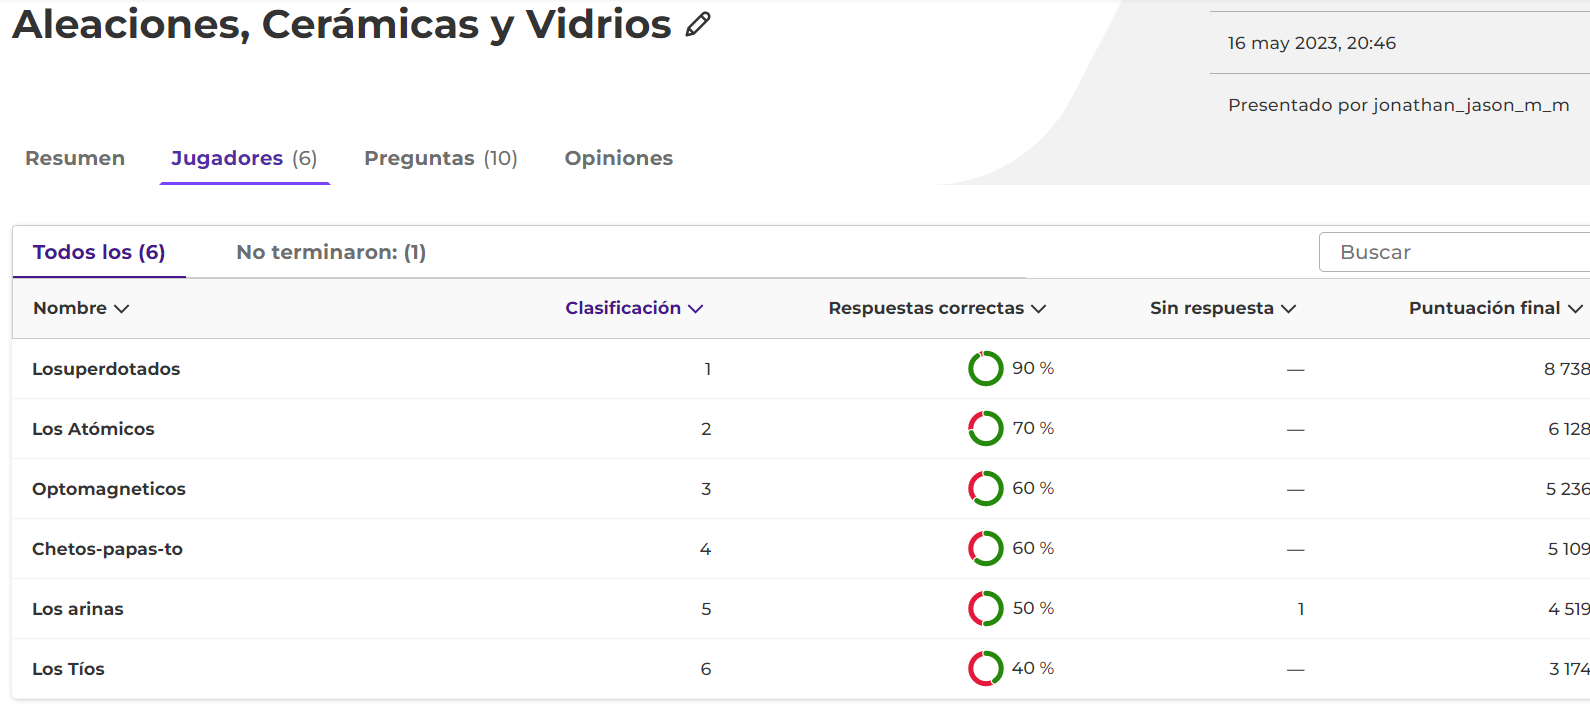 Aleaciones, Cerámicas y Vidrios
16 may 2023, 20:46
Presentado por jonathan_jason_m_m
Resumen Jugadores (6) Preguntas (10) Opiniones
Todos los (6) No terminaron: (1) Buscar
Nombre Clasificación Respuestas correctas Sin respuesta Puntuación final
Losuperdotados 1 90 % — 8 738
Los Atómicos 2 70 % — 6 128
Optomagneticos 3 60 % — 5 236
Chetos-papas-to 4 60 % — 5 109
Los arinas 5 50 % 1 4 519
Los Tíos 6 40 % — 3 174